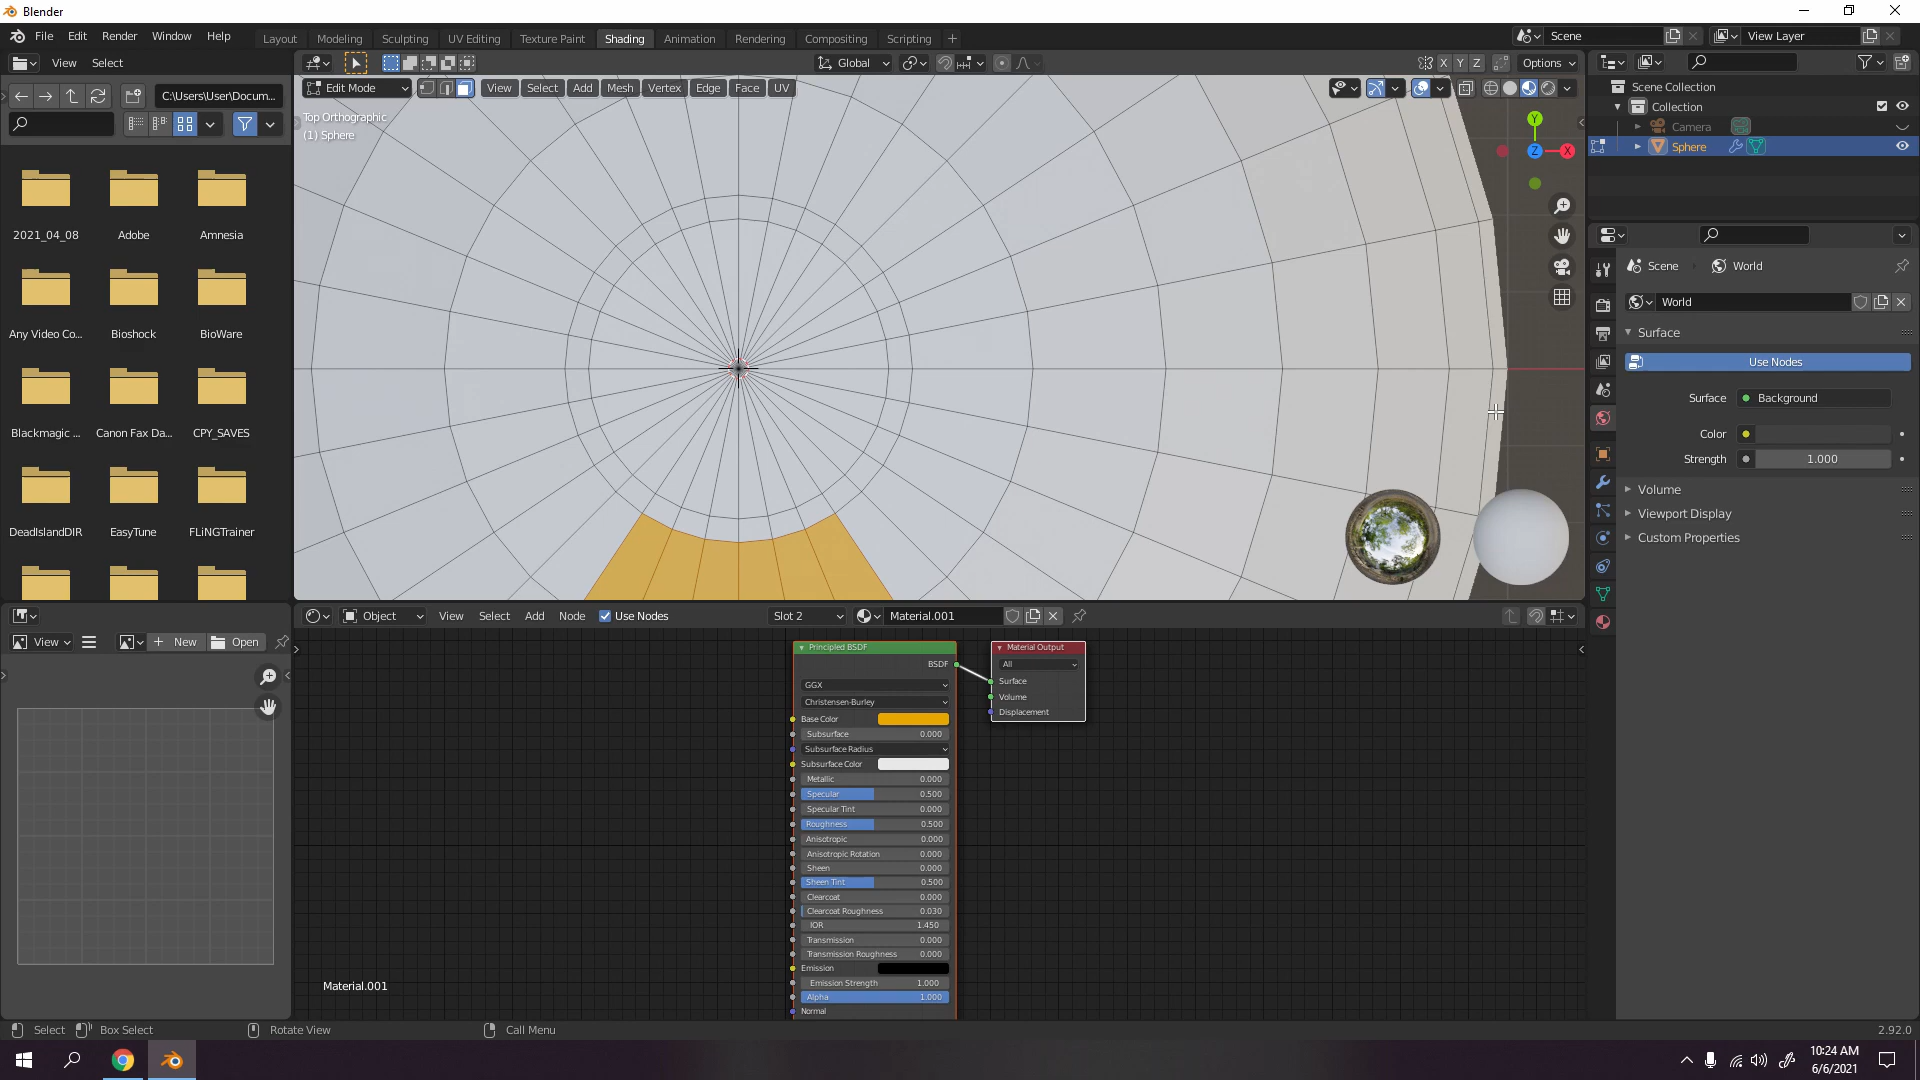 Blender
File Edit Render Window Help
Layout Modeling Sculpting UV Editing Texture Paint Shading Animation Rendering Compositing Scripting
Scene View Layer
View Select
Global
X Y Z Options
C:\Users\User\Docum...
Edit Mode View Select Add Mesh Vertex Edge Face UV
Top Orthographic
(1) Sphere
Y
Z X
Scene Collection
Collection
Camera
Sphere
2021_04_08 Adobe Amnesia
Any Video Co... Bioshock BioWare
Blackmagic ... Canon Fax Da... CPY_SAVES
DeadIslandDIR EasyTune FLiNGTrainer
Scene World
World
Surface
Use Nodes
Surface Background
Color
Strength 1.000
Volume
Viewport Display
Custom Properties
Object View Select Add Node Use Nodes Slot 2 Material.001
View New Open
Principled BSDF
BSDF
GGX
Christensen-Burley
Base Color
Subsurface 0.000
Subsurface Radius
Subsurface Color
Metallic 0.000
Specular 0.500
Specular Tint 0.000
Roughness 0.500
Anisotropic 0.000
Anisotropic Rotation 0.000
Sheen 0.000
Sheen Tint 0.500
Clearcoat 0.000
Clearcoat Roughness 0.030
IOR 1.450
Transmission 0.000
Transmission Roughness 0.000
Emission
Emission Strength 1.000
Alpha 1.000
Normal
Material Output
All
Surface
Volume
Displacement
Material.001
Select Box Select Rotate View Call Menu 2.92.0
10:24 AM
6/6/2021